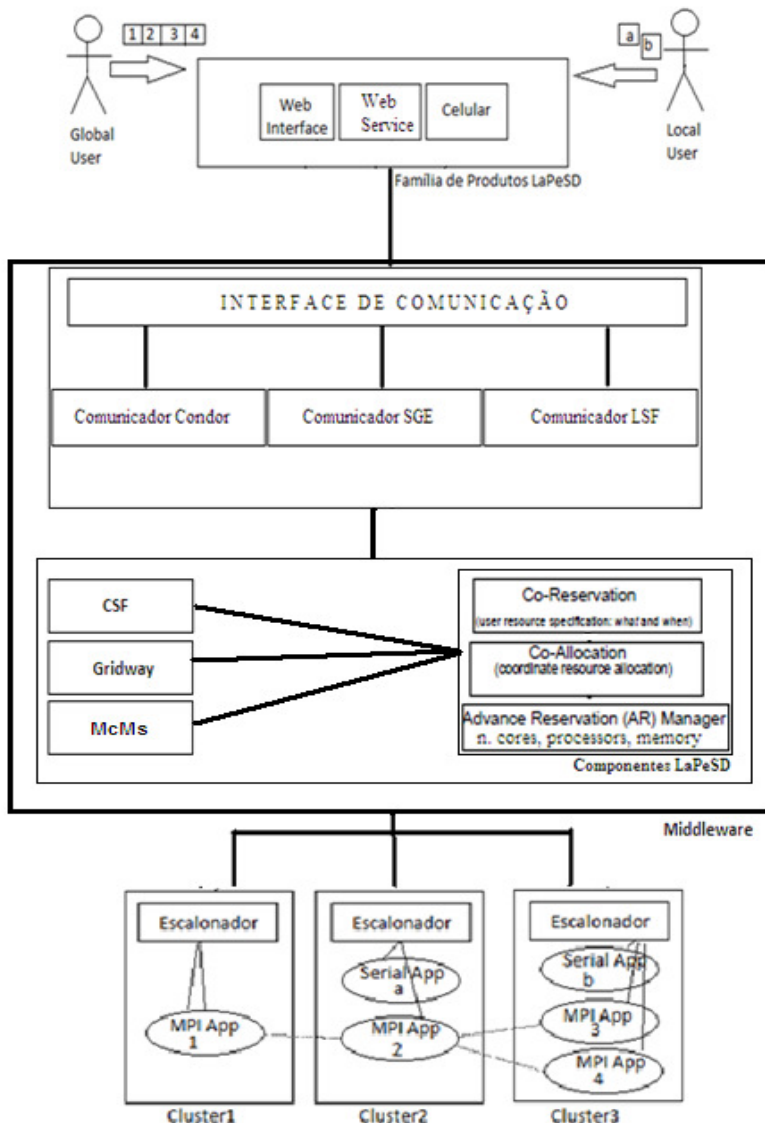 1 2 3 4
a
b
Global
User
Web
Interface
Web
Service
Celular
Local
User
Família de Produtos LaPeSD
INTERFACE DE COMUNICAÇÃO
Comunicador Condor
Comunicador SGE
Comunicador LSF
CSF
Gridway
McMs
Co-Reservation
(user resource specification: what and when)
Co-Allocation
(coordinate resource allocation)
Advance Reservation (AR) Manager
n. cores, processors, memory
Componentes LaPeSD
Middleware
Escalonador
MPI App
1
Cluster1
Escalonador
Serial App
a
MPI App
2
Cluster2
Escalonador
Serial App
b
MPI App
3
MPI App
4
Cluster3